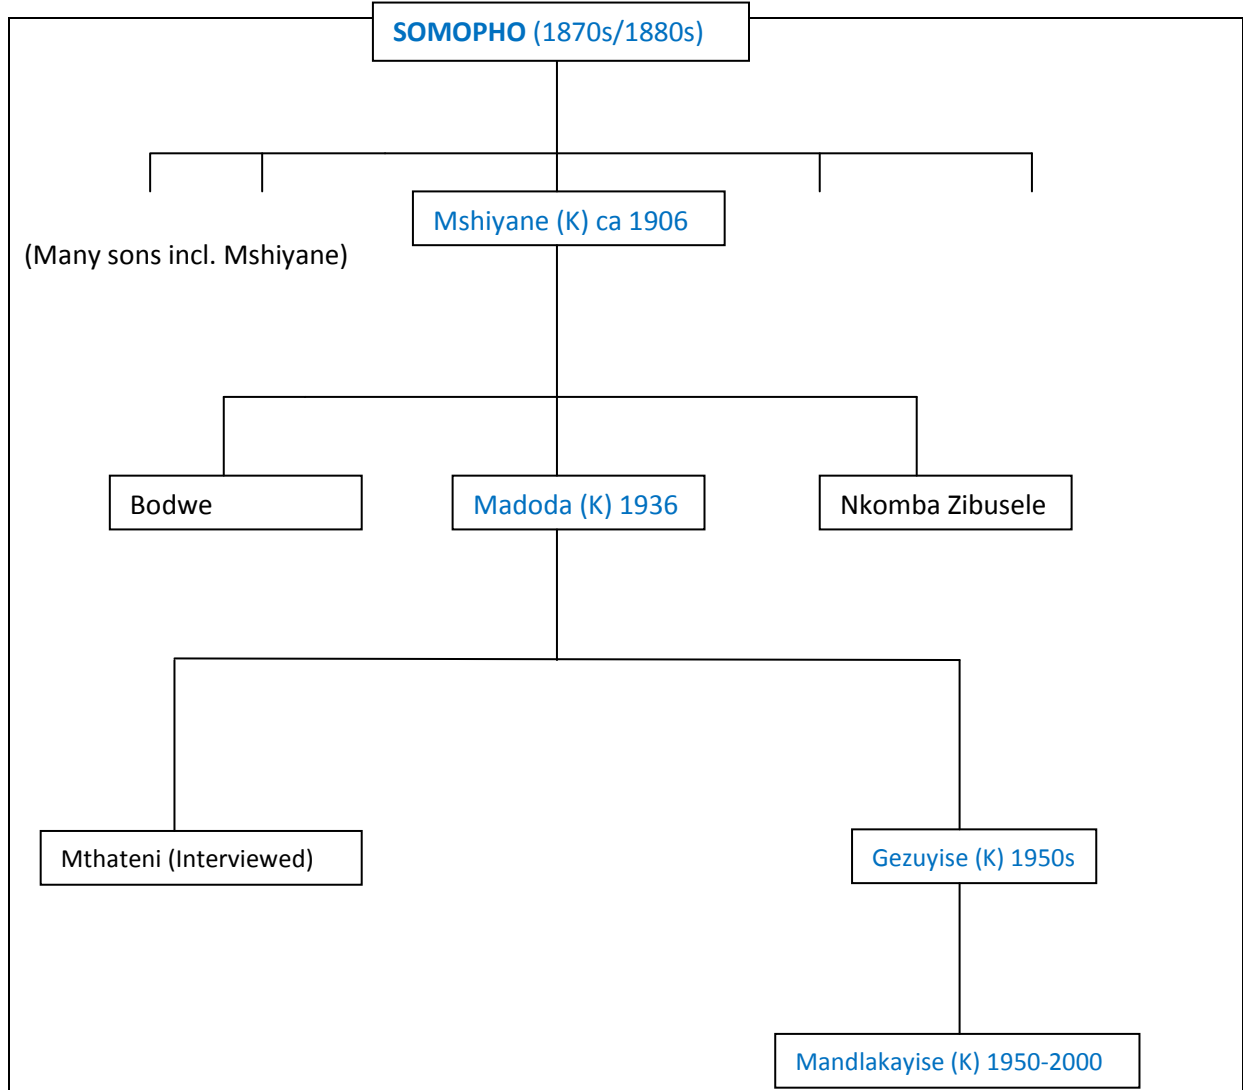 SOMOPHO (1870s/1880s)
Mshiyane (K) ca 1906
(Many sons incl. Mshiyane)
Bodwe
Madoda (K) 1936
Nkomba Zibusele
Mthateni (Interviewed)
Gezuyise (K) 1950s
Mandlakayise (K) 1950-2000